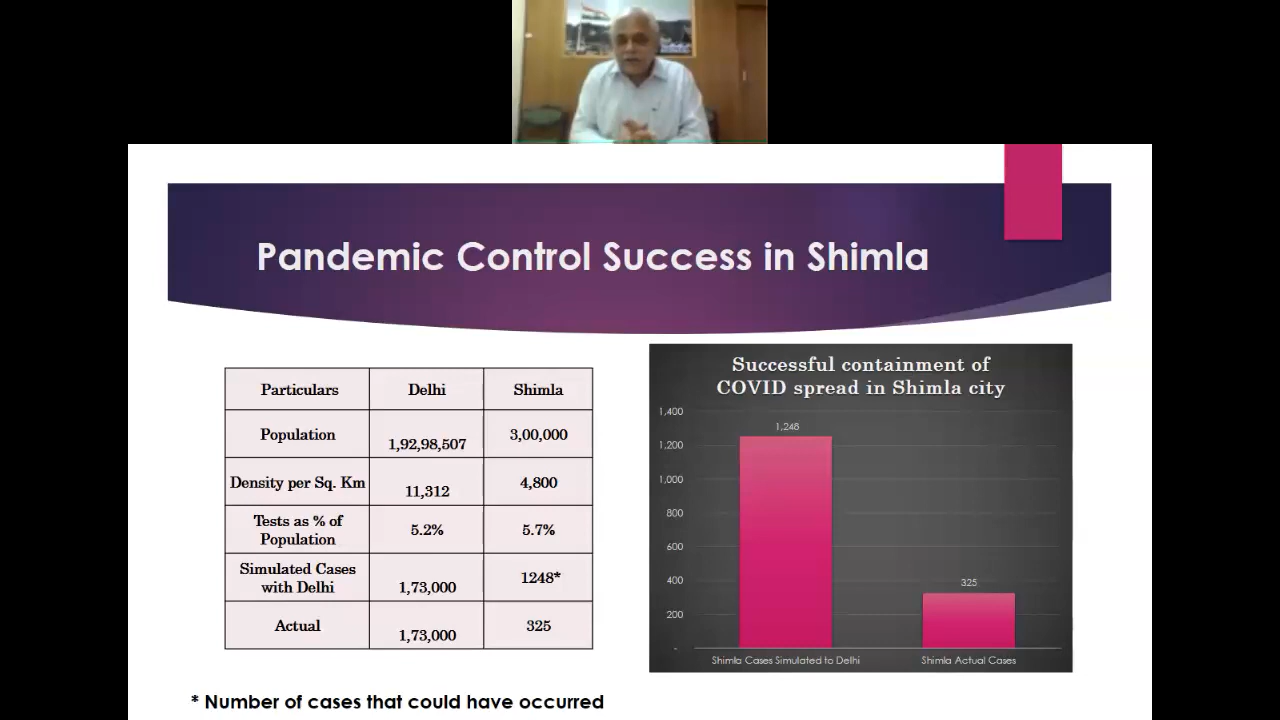 Pandemic Control Success in Shimla
Particulars Delhi Shimla
Population 1,92,98,507 3,00,000
Density per Sq. Km 11,312 4,800
Tests as % of
Population 5.2% 5.7%
Simulated Cases
with Delhi 1,73,000 1248*
Actual 1,73,000 325
* Number of cases that could have occurred
Successful containment of
COVID spread in Shimla city
1,400
1,200
1,000
800
600
400
200
-
1,248
325
Shimla Cases Simulated to Delhi
Shimla Actual Cases